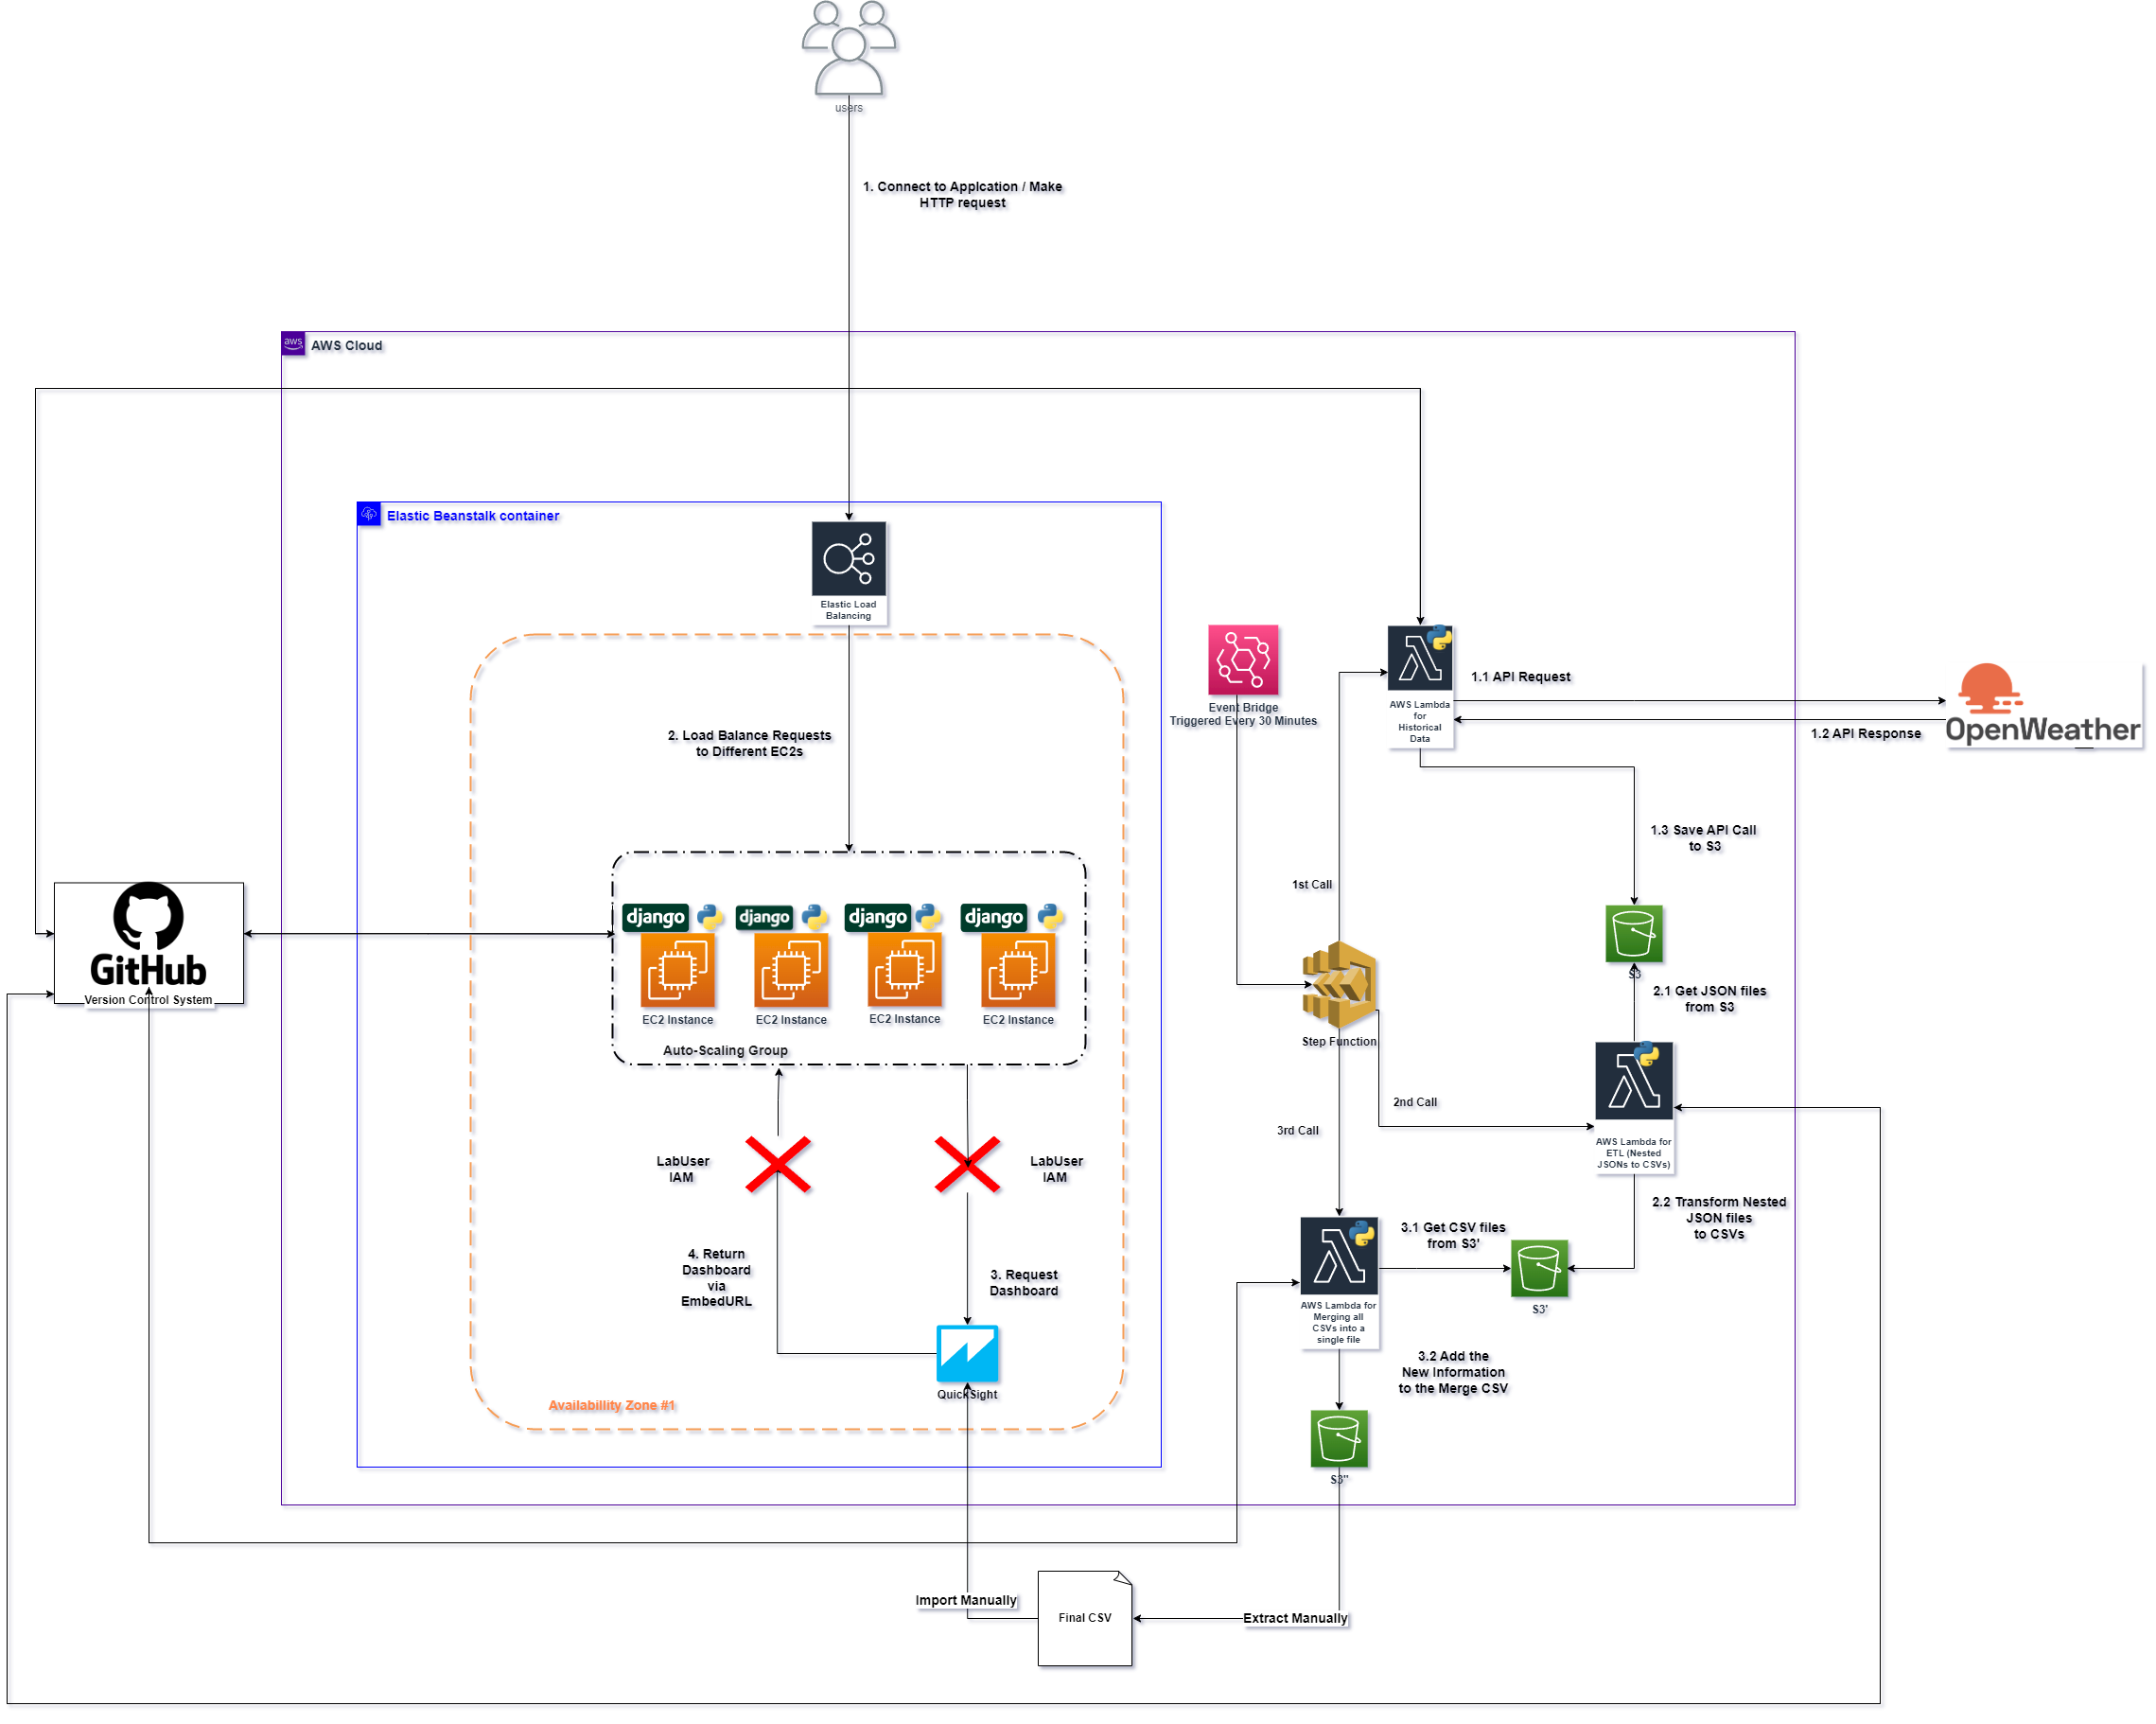 users
1. Connect to Applcation / Make
HTTP request
aws
AWS Cloud
Elastic Beanstalk container
Elastic Load
Balancing
Event Bridge
Triggered Every 30 Minutes
AWS Lambda
for
Historical
Data
1.1 API Request
OpenWeather
1.2 API Response
2. Load Balance Requests
to Different EC2s
1.3 Save API Call
to S3
1st Call
django
django
django
django
GitHub
Version Control System
EC2 Instance
EC2 Instance
EC2 Instance
EC2 Instance
Auto-Scaling Group
S3
2.1 Get JSON files
from S3
Step Function
2nd Call
3rd Call
AWS Lambda for
ETL (Nested
JSONs to CSVs)
LabUser
IAM
LabUser
IAM
2.2 Transform Nested
JSON files
to CSVs
3.1 Get CSV files
from S3'
4. Return
Dashboard
via
EmbedURL
3. Request
Dashboard
S3'
AWS Lambda for
Merging all
CSVs into a
single file
3.2 Add the
New Information
to the Merge CSV
QuickSight
Availabillity Zone #1
S3''
Import Manually
Final CSV
Extract Manually